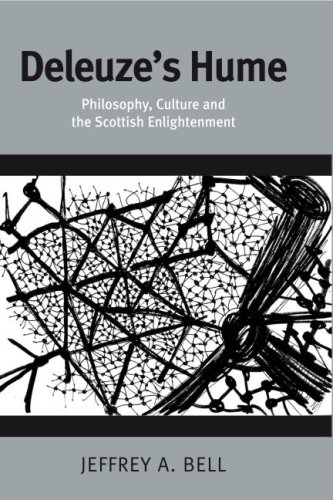 Deleuze's Hume
Philosophy, Culture and
the Scottish Enlightenment
JEFFREY A. BELL